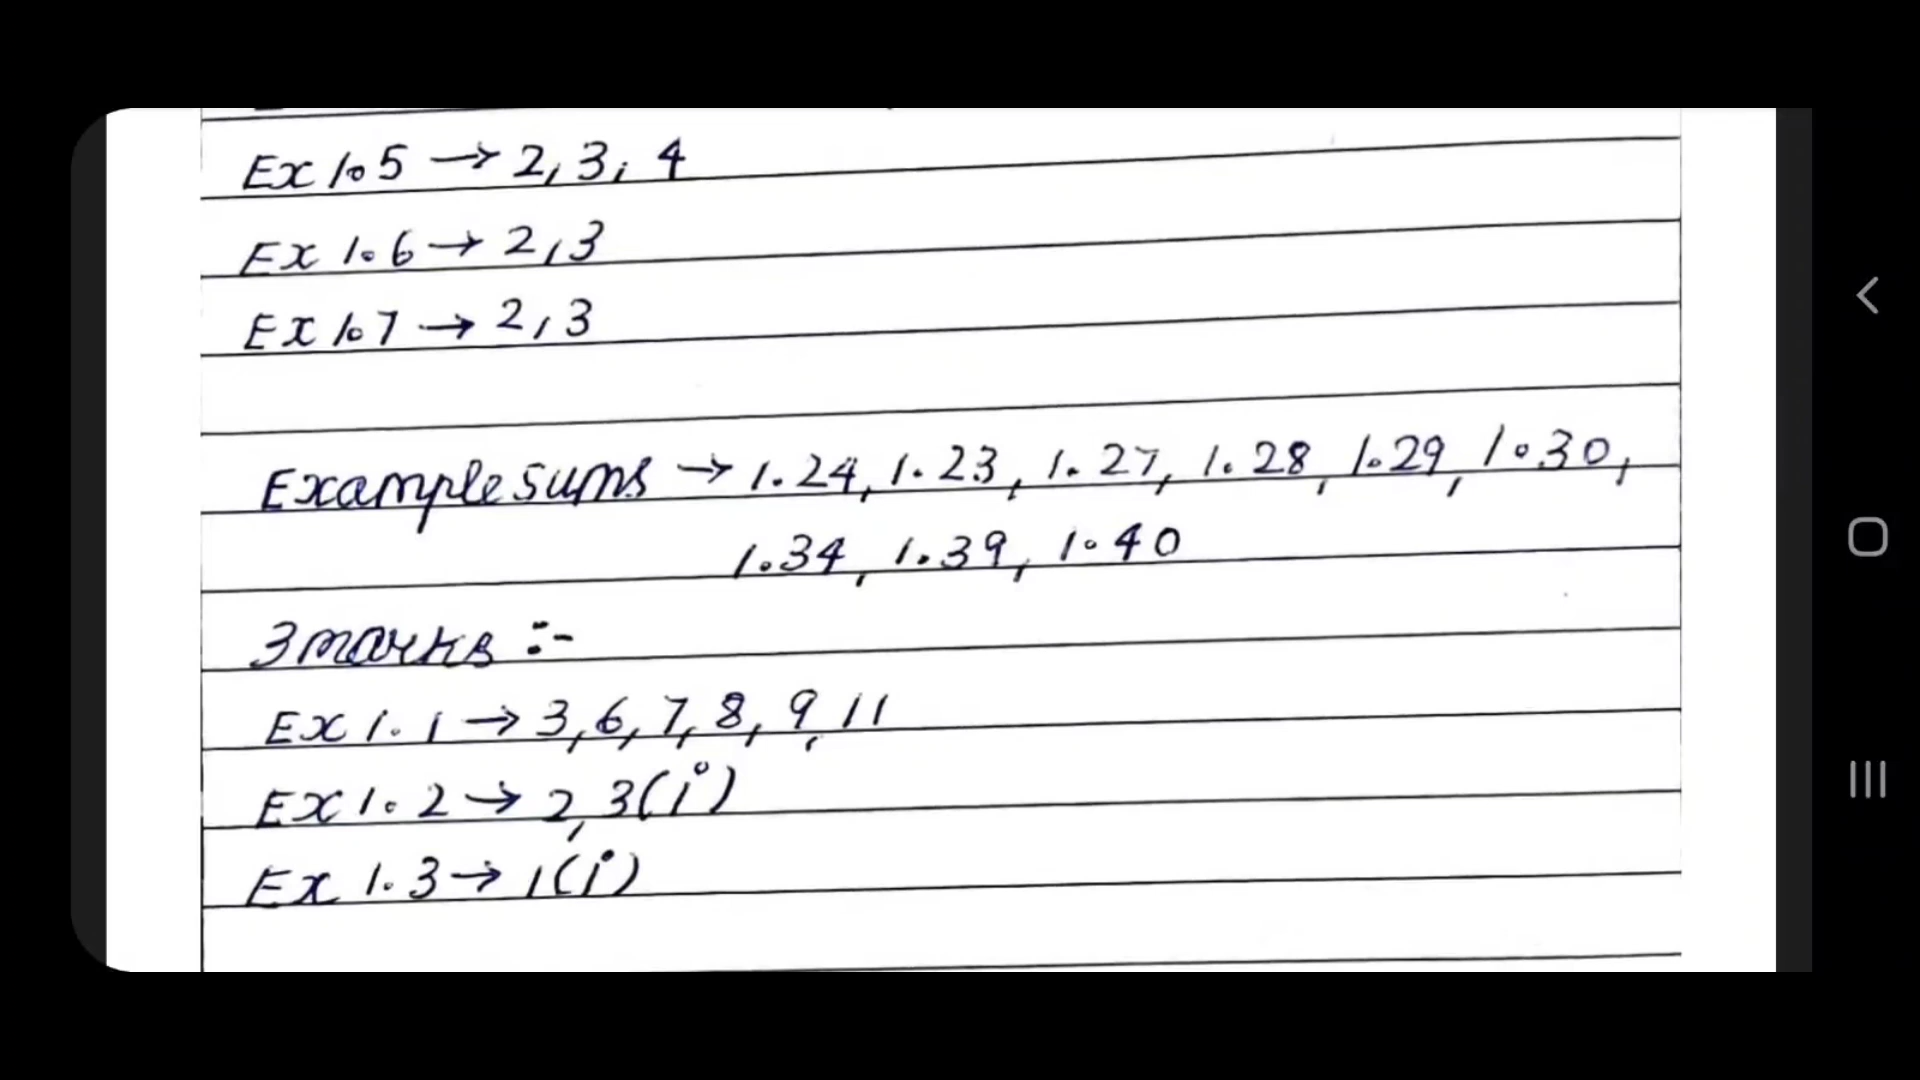 Ex 1.5 → 2, 3, 4
Ex 1.6 → 2, 3
Ex 1.7 → 2, 3
Example sums → 1.24, 1.23, 1.27, 1.28, 1.29, 1.30,
1.34, 1.39, 1.40
3 marks :-
Ex 1.1 → 3, 6, 7, 8, 9, 11
Ex 1.2 → 2, 3(i)
Ex 1.3 → 1(i)